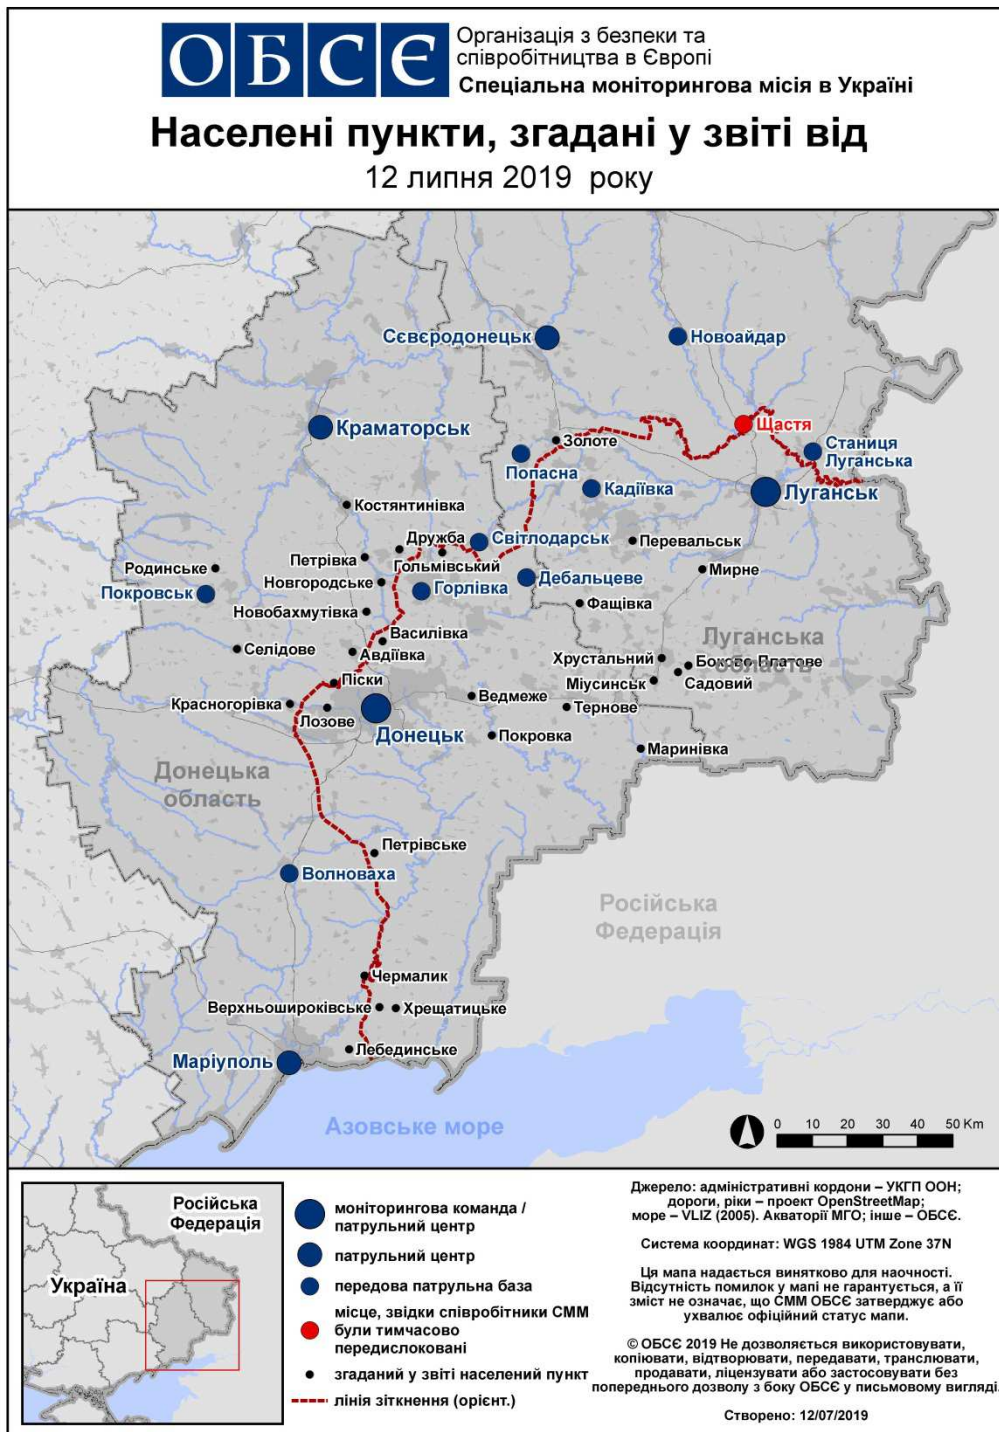 ОБСЄ
Організація з безпеки та
співробітництва в Європі
Спеціальна моніторингова місія в Україні
Населені пункти, згадані у звіті від
12 липня 2019 року
Сєвєродонецьк
Новоайдар
Краматорськ
Щастя
Золоте
Станиця
Луганська
Попасна
Кадіївка
Луганськ
Костянтинівка
Дружба
Світлодарськ
Перевальськ
Петрівка
Гольмівський
Родинське
Мирне
Новгородське
Дебальцеве
Покровськ
Горлівка
Фащівка
Новобахмутівка
Василівка
Луганська
область
Селідове
Авдіївка
Хрустальний
Боково-Платове
Піски
Міусинськ
Садовий
Красногорівка
Ведмеже
Лозове
Тернове
Донецьк
Покровка
Маринівка
Донецька
область
Петрівське
Волноваха
Російська
Федерація
Чермалик
Верхньошироківське
Хрещатицьке
Лебединське
Маріуполь
Азовське море
0 10 20 30 40 50 Km
Російська
Федерація
Україна
моніторингова команда /
патрульний центр
патрульний центр
передова патрульна база
місце, звідки співробітники СММ
були тимчасово
передислоковані
згаданий у звіті населений пункт
лінія зіткнення (орієнт.)
Джерело: адміністративні кордони – УКГП ООН;
дороги, ріки – проект OpenStreetMap;
море – VLIZ (2005). Акваторії МГО; інше – ОБСЄ.
Система координат: WGS 1984 UTM Zone 37N
Ця мапа надається винятково для наочності.
Відсутність помилок у мапі не гарантується, а її
зміст не означає, що СММ ОБСЄ затверджує або
ухвалює офіційний статус мапи.
© ОБСЄ 2019 Не дозволяється використовувати,
копіювати, відтворювати, передавати, транслювати,
продавати, ліцензувати або застосовувати без
попереднього дозволу з боку ОБСЄ у письмовому вигляді.
Створено: 12/07/2019